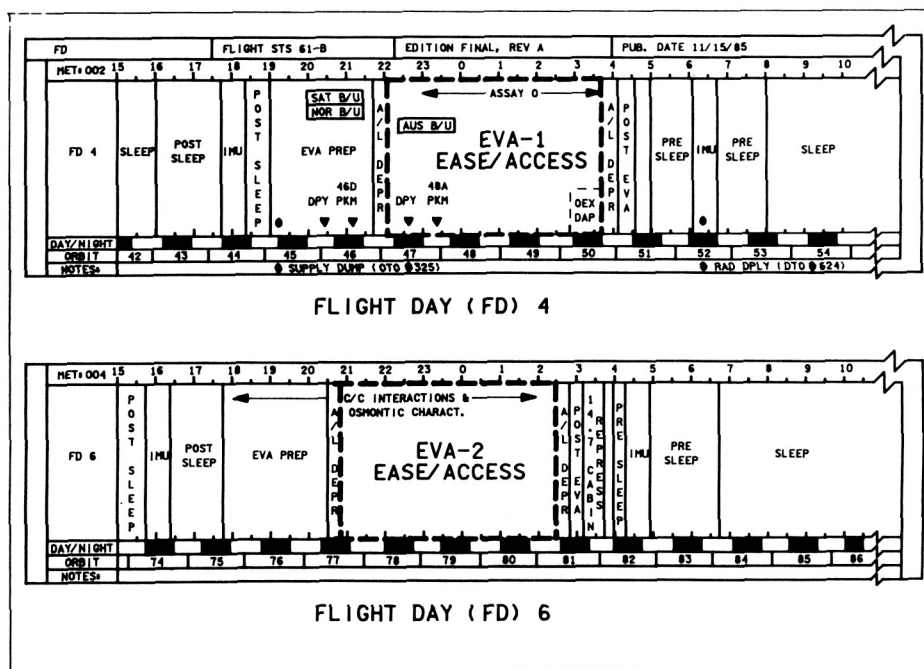 FD FLIGHT STS 61-B EDITION FINAL, REV A PUB. DATE 11/15/85
MET: 002 15 16 17 18 19 20 21 22 23 0 1 2 3 4 5 6 7 8 9 10
FD 4
SLEEP
POST SLEEP
IMU
POST SLEEP
SAT B/U
NOR B/U
EVA PREP
46D
DPY PKM
A/L DEPR
ASSAY 0
AUS B/U
EVA-1
EASE/ACCESS
48A
DPY PKM
OEX
DAP
A/L DEPR
POST EVA
PRE SLEEP
IMU
PRE SLEEP
SLEEP
DAY/NIGHT
ORBIT 42 43 44 45 46 47 48 49 50 51 52 53 54
NOTES: SUPPLY DUMP (DTO 0325) RAD DPLY (DTO 0624)
FLIGHT DAY (FD) 4
MET: 004 15 16 17 18 19 20 21 22 23 0 1 2 3 4 5 6 7 8 9 10
FD 6
POST SLEEP
IMU
POST SLEEP
EVA PREP
A/L DEPR
C/C INTERACTIONS &
OSMONTIC CHARACT.
EVA-2
EASE/ACCESS
A/L DEPR
POST EVA
14.7 CABIN
REPRESS
PRE SLEEP
IMU
PRE SLEEP
SLEEP
DAY/NIGHT
ORBIT 74 75 76 77 78 79 80 81 82 83 84 85 86
NOTES:
FLIGHT DAY (FD) 6